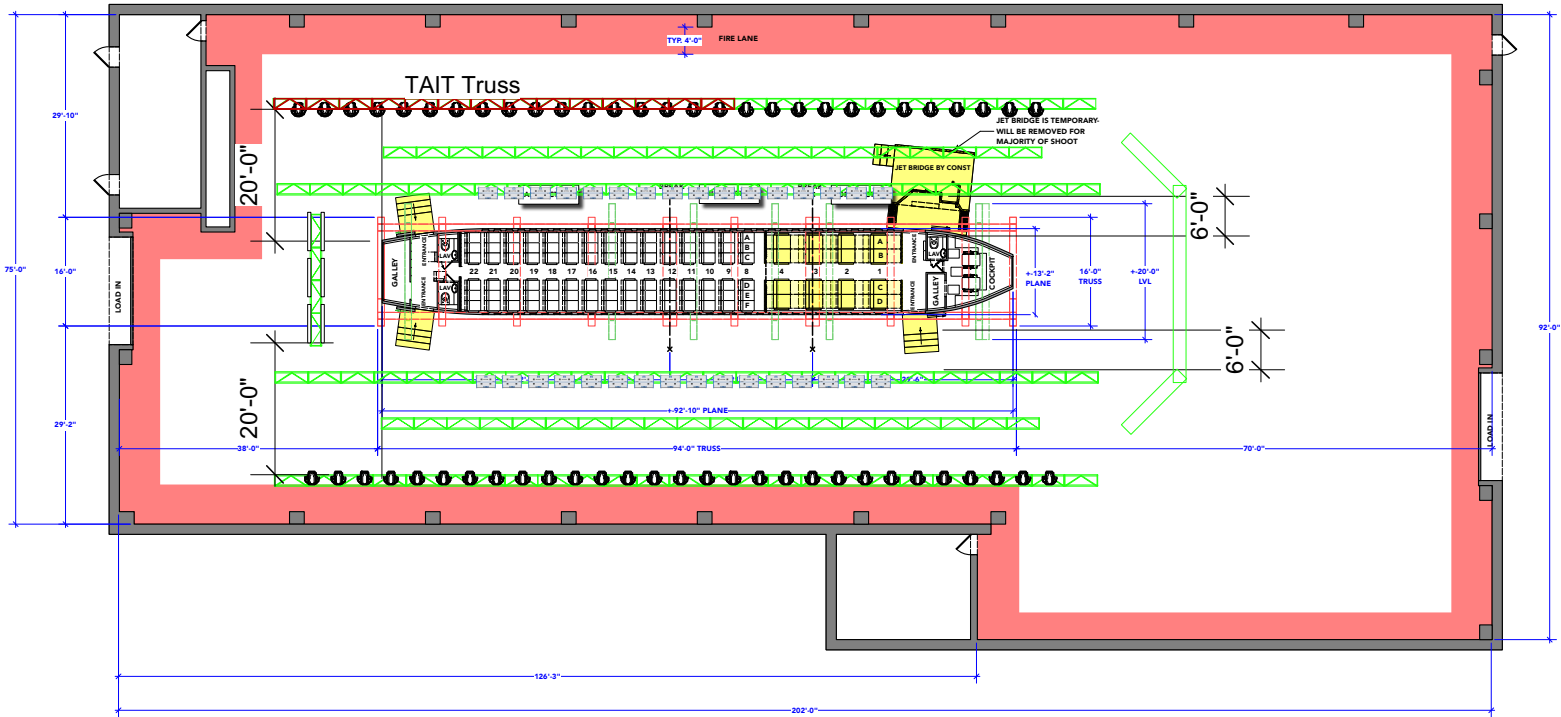 TYP. 4'-0"
FIRE LANE
TAIT Truss
JET BRIDGE IS TEMPORARY-
WILL BE REMOVED FOR
MAJORITY OF SHOOT
JET BRIDGE BY CONST
29'-10"
20'-0"
6'-0"
75'-0"
16'-0"
LOAD IN
GALLEY
ENTRANCE
ENTRANCE
LAV
LAV
22 21 20 19 18 17 16 15 14 13 12 11 10 9 8 4 3 2 1
A
B
C
D
E
F
A
B
C
D
ENTRANCE
ENTRANCE
LAV
GALLEY
COCKPIT
+-13'-2"
PLANE
16'-0"
TRUSS
+-20'-0"
LVL
92'-0"
6'-0"
20'-0"
29'-2"
+-92'-10" PLANE
38'-0"
94'-0" TRUSS
70'-0"
LOAD IN
126'-3"
202'-0"